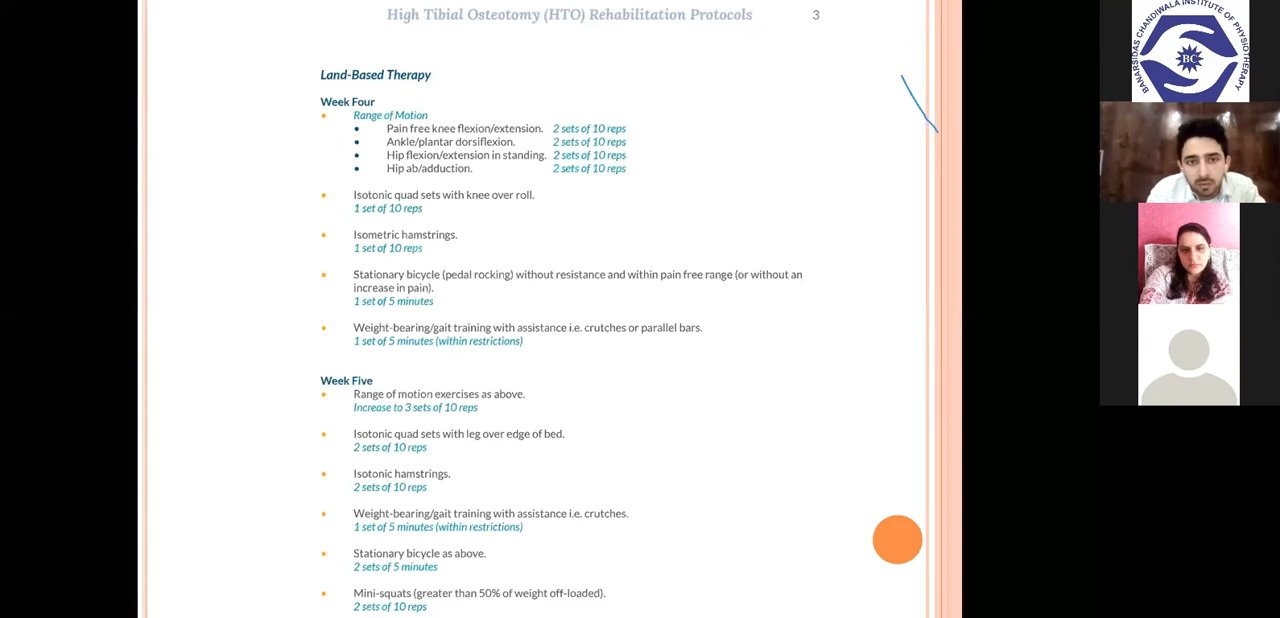 High Tibial Osteotomy (HTO) Rehabilitation Protocols 3
Land-Based Therapy
Week Four
Range of Motion
Pain free knee flexion/extension. 2 sets of 10 reps
Ankle/plantar dorsiflexion. 2 sets of 10 reps
Hip flexion/extension in standing. 2 sets of 10 reps
Hip ab/adduction. 2 sets of 10 reps
Isotonic quad sets with knee over roll.
1 set of 10 reps
Isometric hamstrings.
1 set of 10 reps
Stationary bicycle (pedal rocking) without resistance and within pain free range (or without an
increase in pain).
1 set of 5 minutes
Weight-bearing/gait training with assistance i.e. crutches or parallel bars.
1 set of 5 minutes (within restrictions)
Week Five
Range of motion exercises as above.
Increase to 3 sets of 10 reps
Isotonic quad sets with leg over edge of bed.
2 sets of 10 reps
Isotonic hamstrings.
2 sets of 10 reps
Weight-bearing/gait training with assistance i.e. crutches.
1 set of 5 minutes (within restrictions)
Stationary bicycle as above.
2 sets of 5 minutes
Mini-squats (greater than 50% of weight off-loaded).
2 sets of 10 reps
BANARSIDAS CHANDIWALA INSTITUTE OF PHYSIOTHERAPY
BC